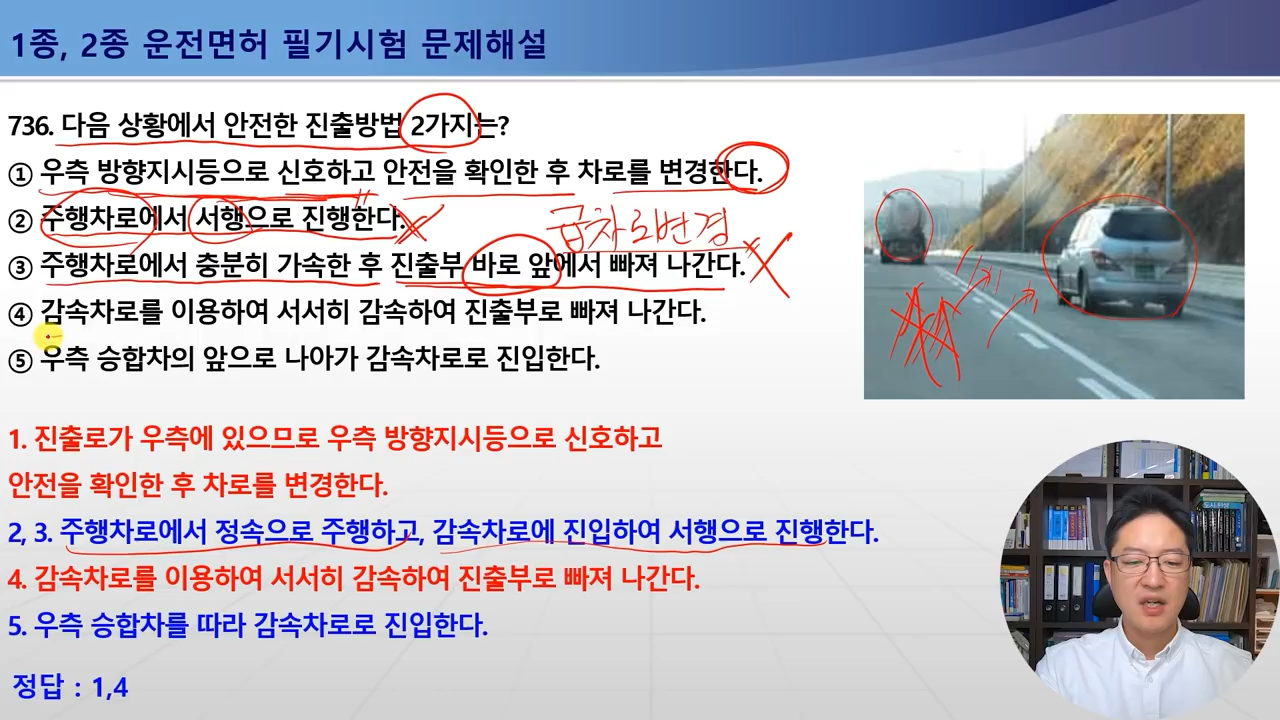 1종, 2종 운전면허 필기시험 문제해설
736. 다음 상황에서 안전한 진출방법 2가지는?
① 우측 방향지시등으로 신호하고 안전을 확인한 후 차로를 변경한다.
② 주행차로에서 서행으로 진행한다.
급차로변경
③ 주행차로에서 충분히 가속한 후 진출부 바로 앞에서 빠져 나간다.
④ 감속차로를 이용하여 서서히 감속하여 진출부로 빠져 나간다.
⑤ 우측 승합차의 앞으로 나아가 감속차로로 진입한다.
1. 진출로가 우측에 있으므로 우측 방향지시등으로 신호하고
안전을 확인한 후 차로를 변경한다.
2, 3. 주행차로에서 정속으로 주행하고, 감속차로에 진입하여 서행으로 진행한다.
4. 감속차로를 이용하여 서서히 감속하여 진출부로 빠져 나간다.
5. 우측 승합차를 따라 감속차로로 진입한다.
정답 : 1,4